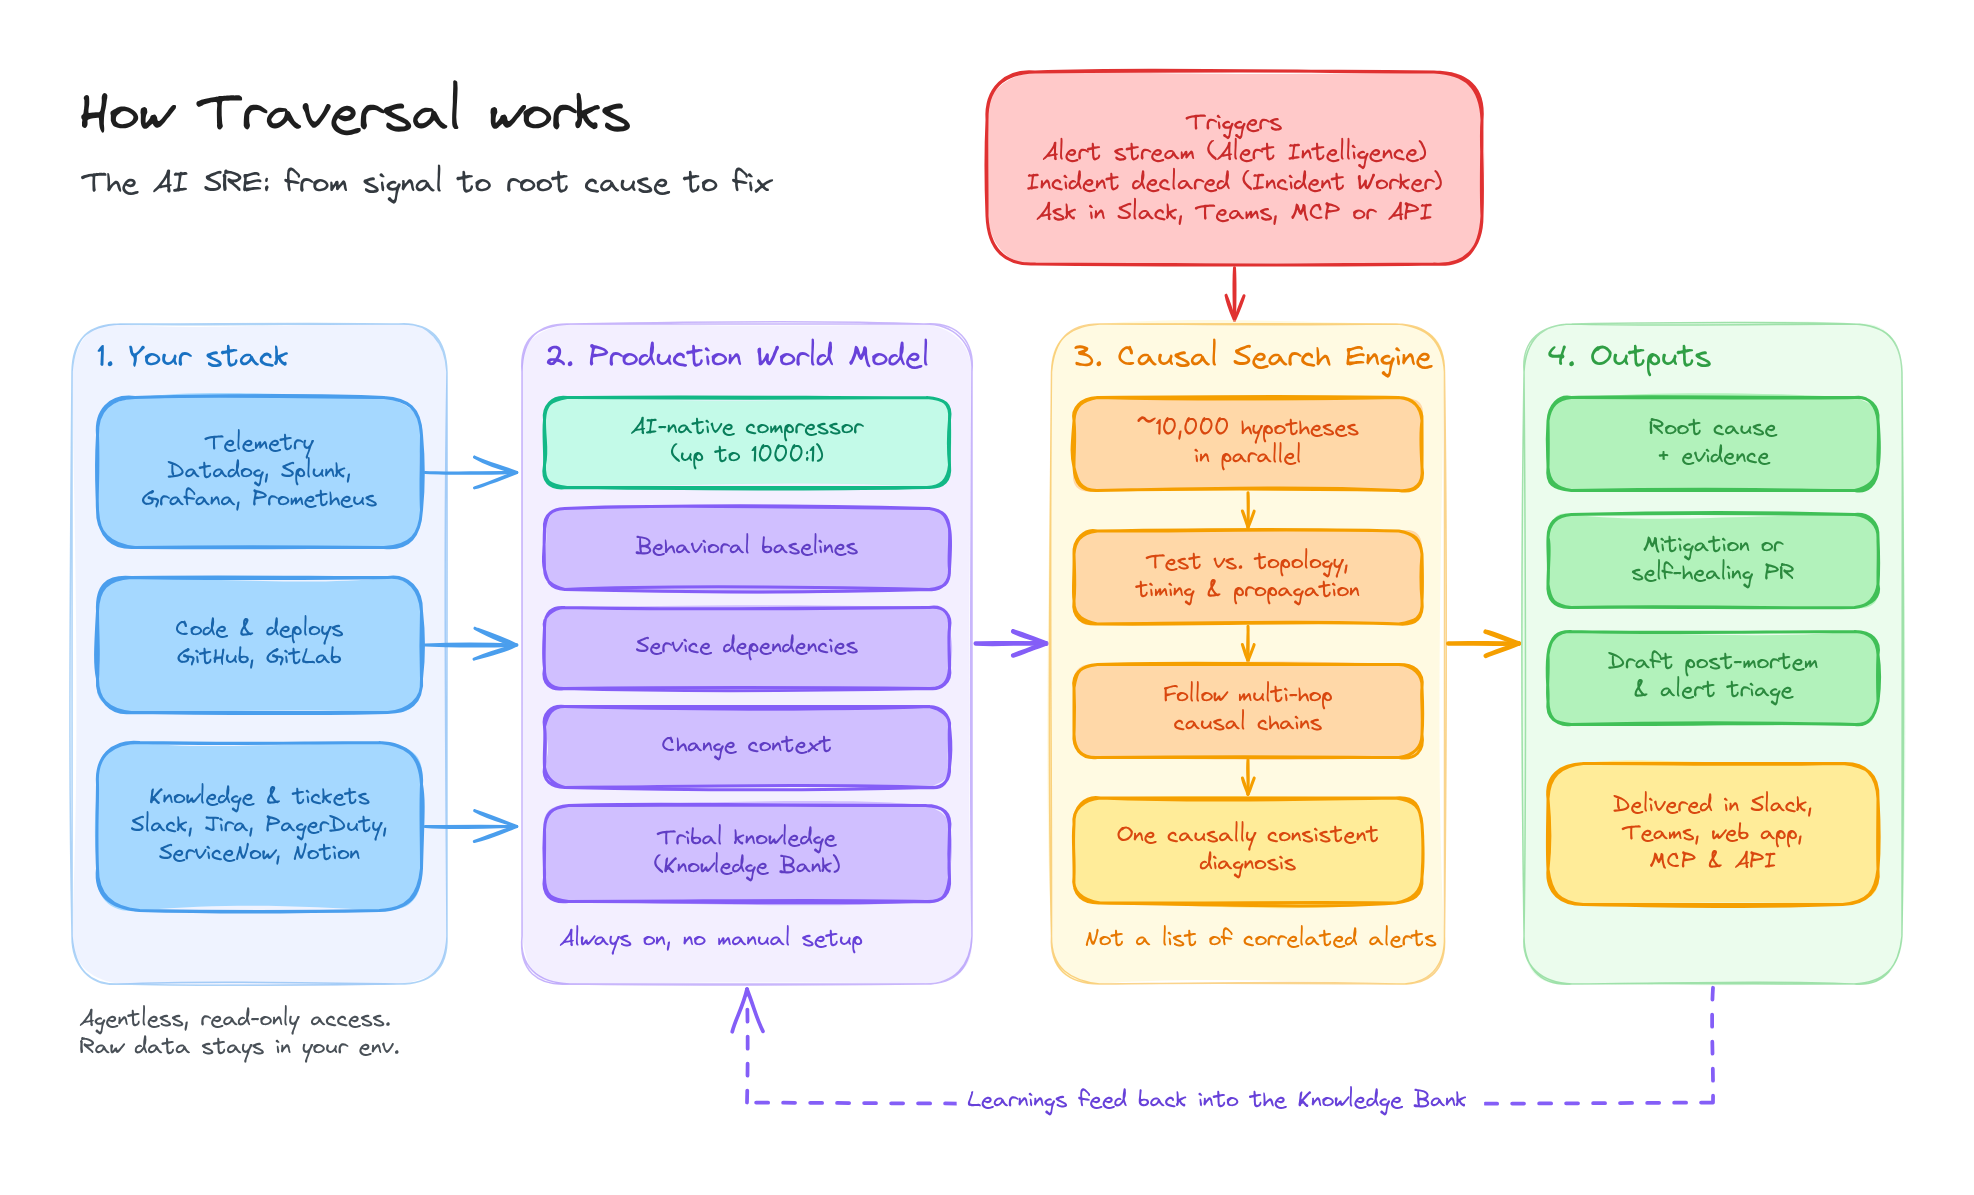 How Traversal works
The AI SRE: from signal to root cause to fix
Triggers
Alert stream (Alert Intelligence)
Incident declared (Incident Worker)
Ask in Slack, Teams, MCP or API
1. Your stack
Telemetry
Datadog, Splunk,
Grafana, Prometheus
Code & deploys
GitHub, GitLab
Knowledge & tickets
Slack, Jira, PagerDuty,
ServiceNow, Notion
Agentless, read-only access.
Raw data stays in your env.
2. Production World Model
AI-native compressor
(up to 1000:1)
Behavioral baselines
Service dependencies
Change context
Tribal knowledge
(Knowledge Bank)
Always on, no manual setup
3. Causal Search Engine
~10,000 hypotheses
in parallel
Test vs. topology,
timing & propagation
Follow multi-hop
causal chains
One causally consistent
diagnosis
Not a list of correlated alerts
4. Outputs
Root cause
+ evidence
Mitigation or
self-healing PR
Draft post-mortem
& alert triage
Delivered in Slack,
Teams, web app,
MCP & API
Learnings feed back into the Knowledge Bank